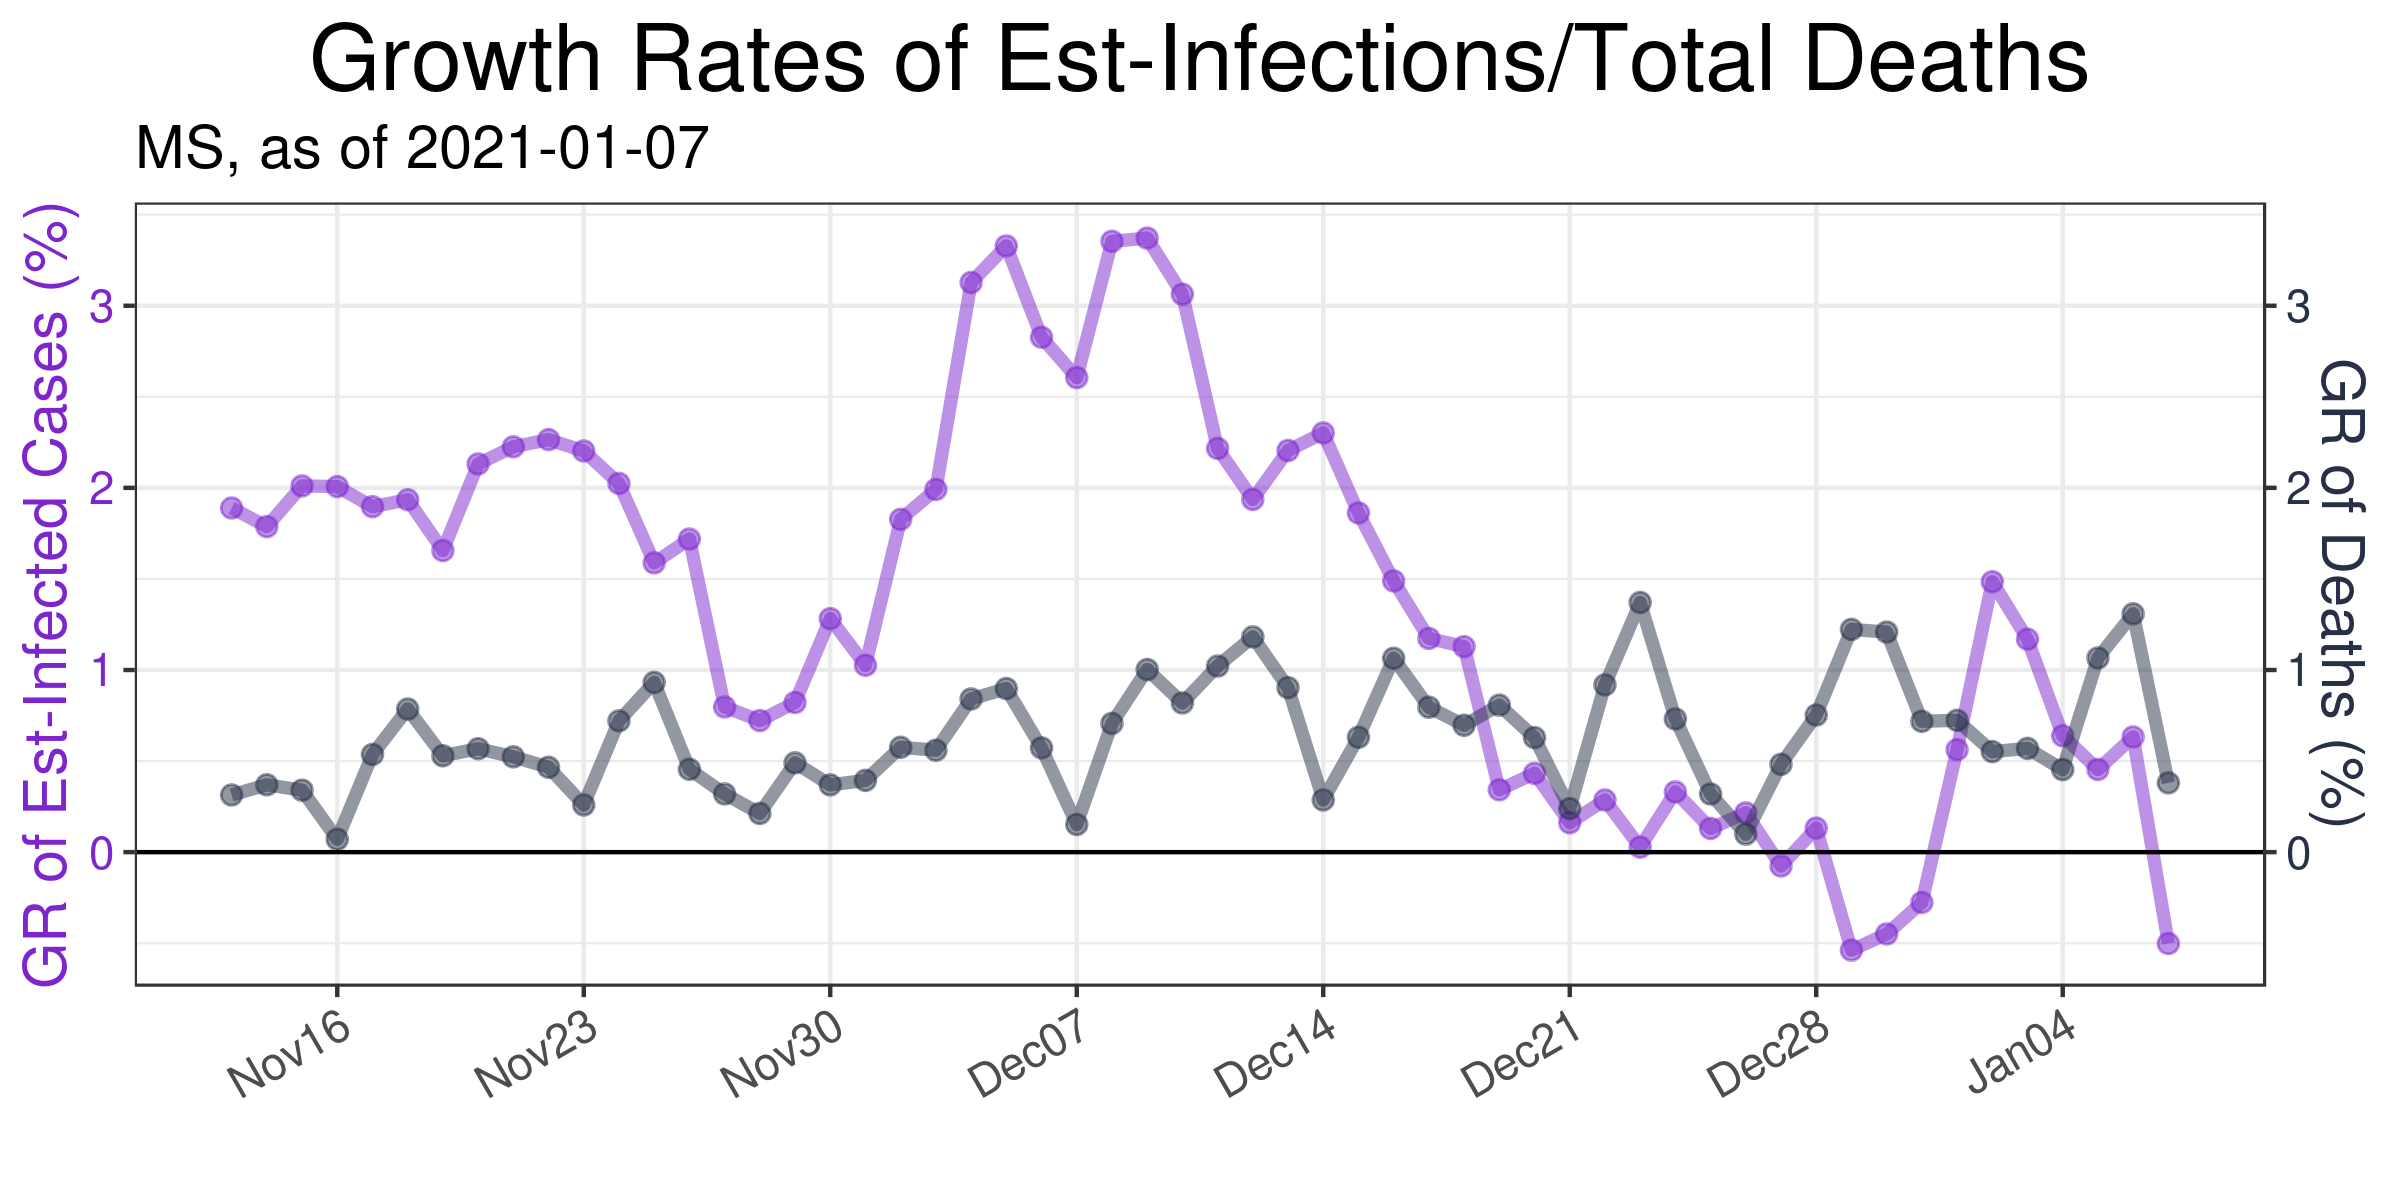 Growth Rates of Est-Infections/Total Deaths
MS, as of 2021-01-07
GR of Est-Infected Cases (%)
3
2
1
0
3
2
1
0
GR of Deaths (%)
Nov16
Nov23
Nov30
Dec07
Dec14
Dec21
Dec28
Jan04